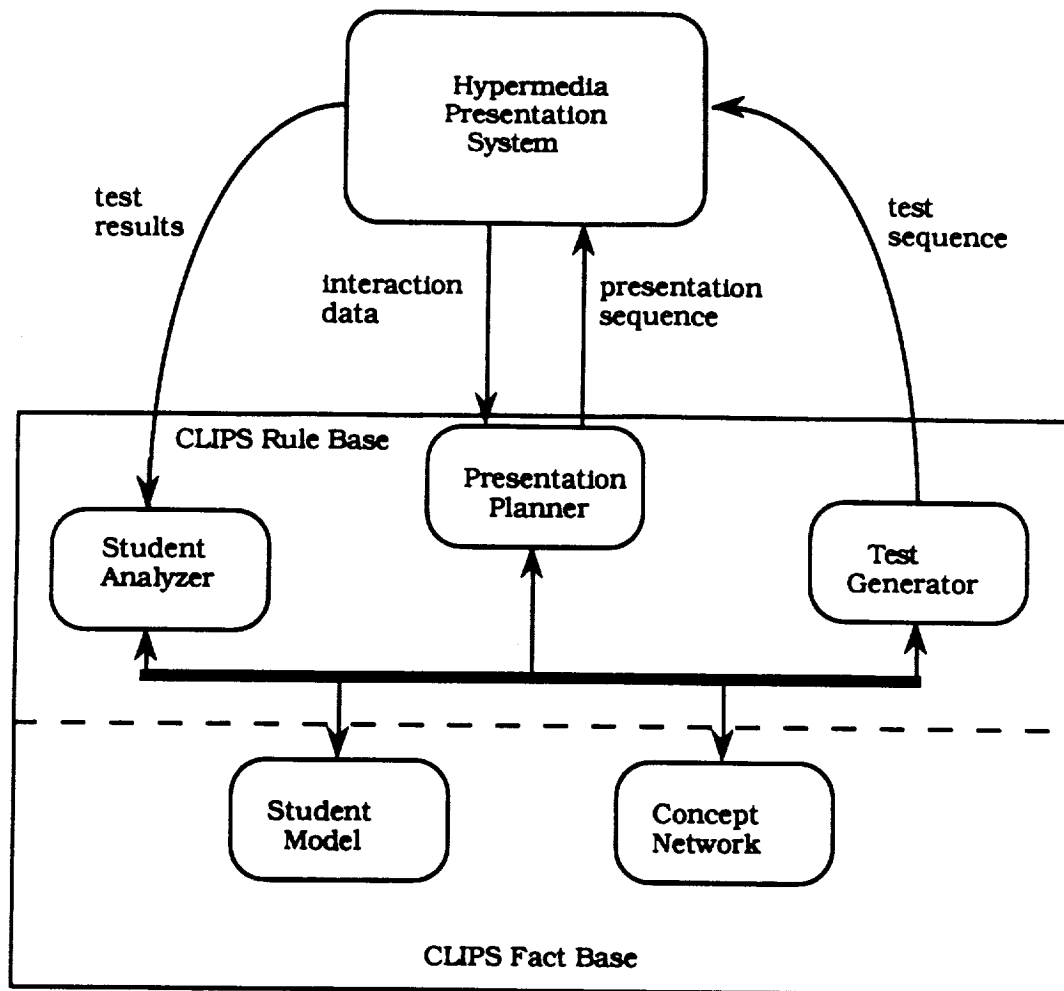 Hypermedia
Presentation
System
test
results
test
sequence
interaction
data
presentation
sequence
CLIPS Rule Base
Presentation
Planner
Student
Analyzer
Test
Generator
Student
Model
Concept
Network
CLIPS Fact Base